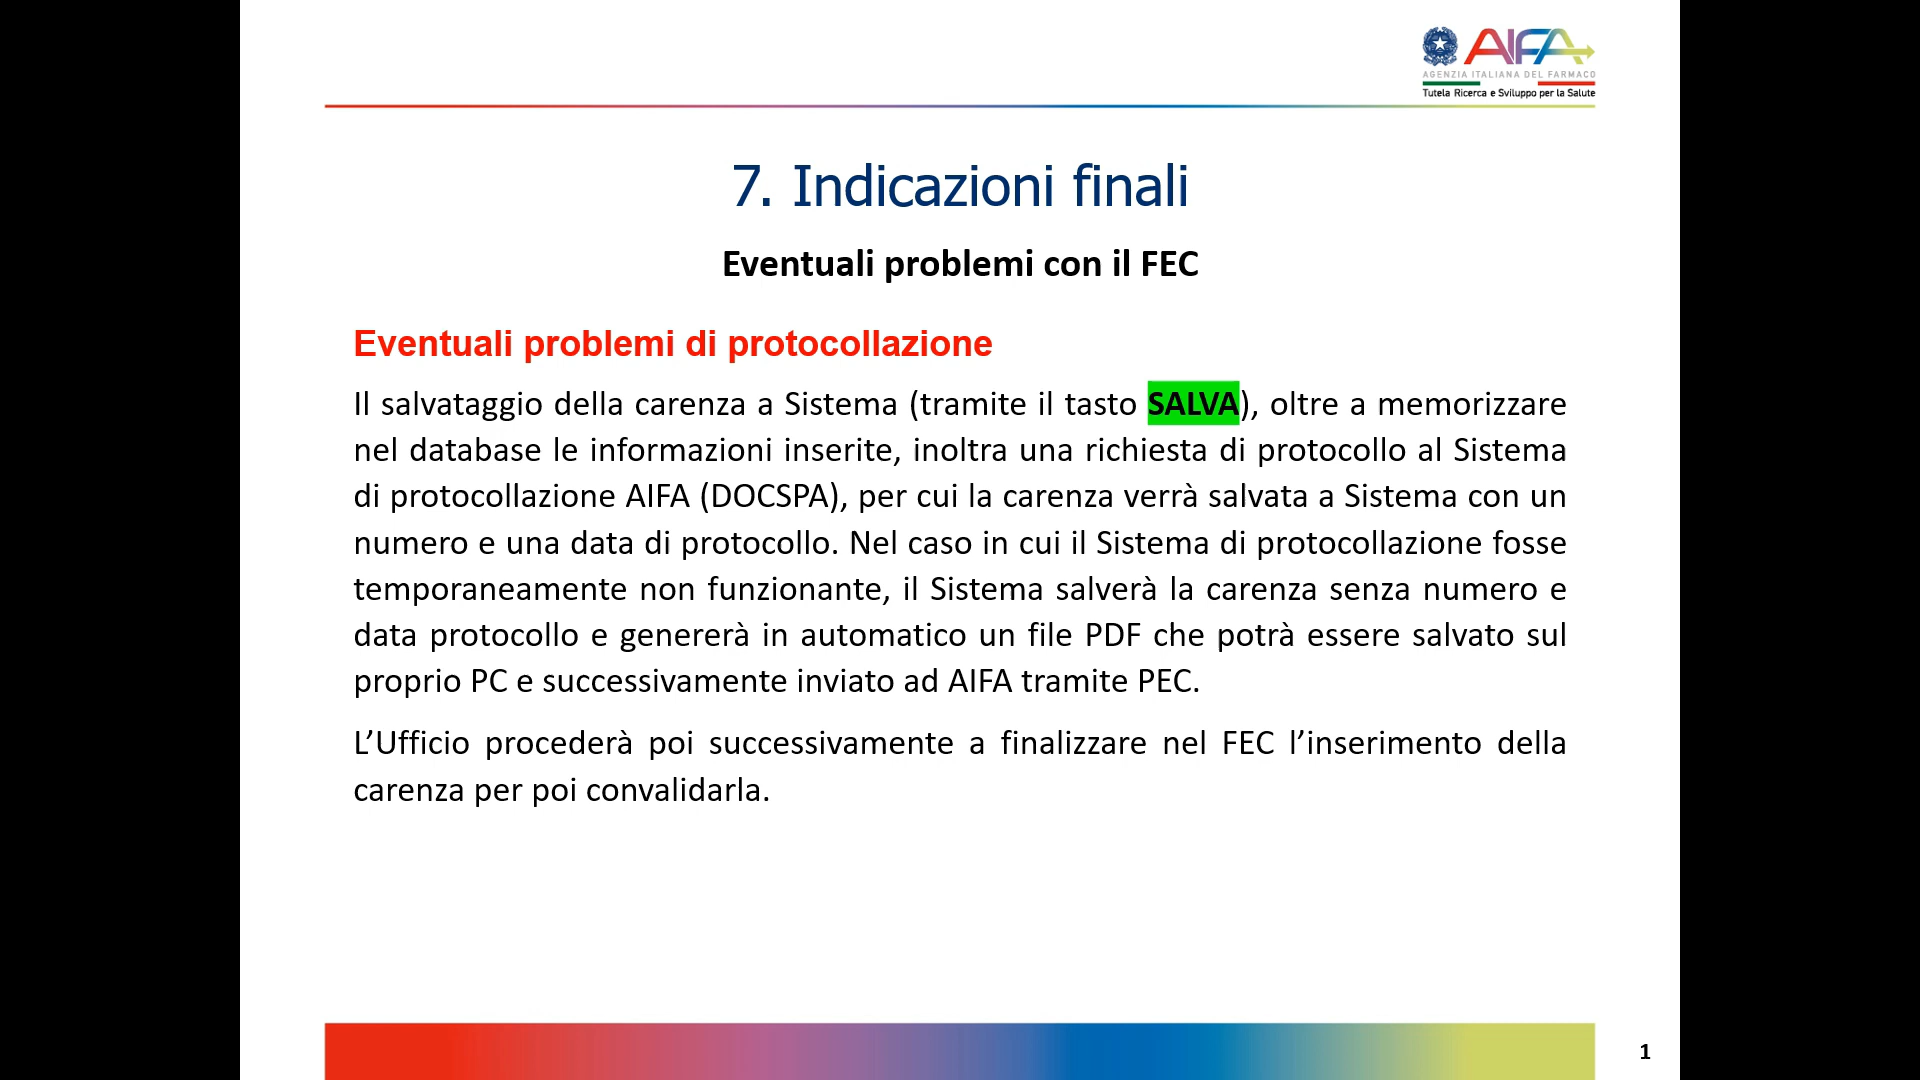 AIFA
AGENZIA ITALIANA DEL FARMACO
Tutela Ricerca e Sviluppo per la Salute
7. Indicazioni finali
Eventuali problemi con il FEC
Eventuali problemi di protocollazione
Il salvataggio della carenza a Sistema (tramite il tasto SALVA), oltre a memorizzare
nel database le informazioni inserite, inoltra una richiesta di protocollo al Sistema
di protocollazione AIFA (DOCSPA), per cui la carenza verrà salvata a Sistema con un
numero e una data di protocollo. Nel caso in cui il Sistema di protocollazione fosse
temporaneamente non funzionante, il Sistema salverà la carenza senza numero e
data protocollo e genererà in automatico un file PDF che potrà essere salvato sul
proprio PC e successivamente inviato ad AIFA tramite PEC.
L’Ufficio procederà poi successivamente a finalizzare nel FEC l’inserimento della
carenza per poi convalidarla.
1